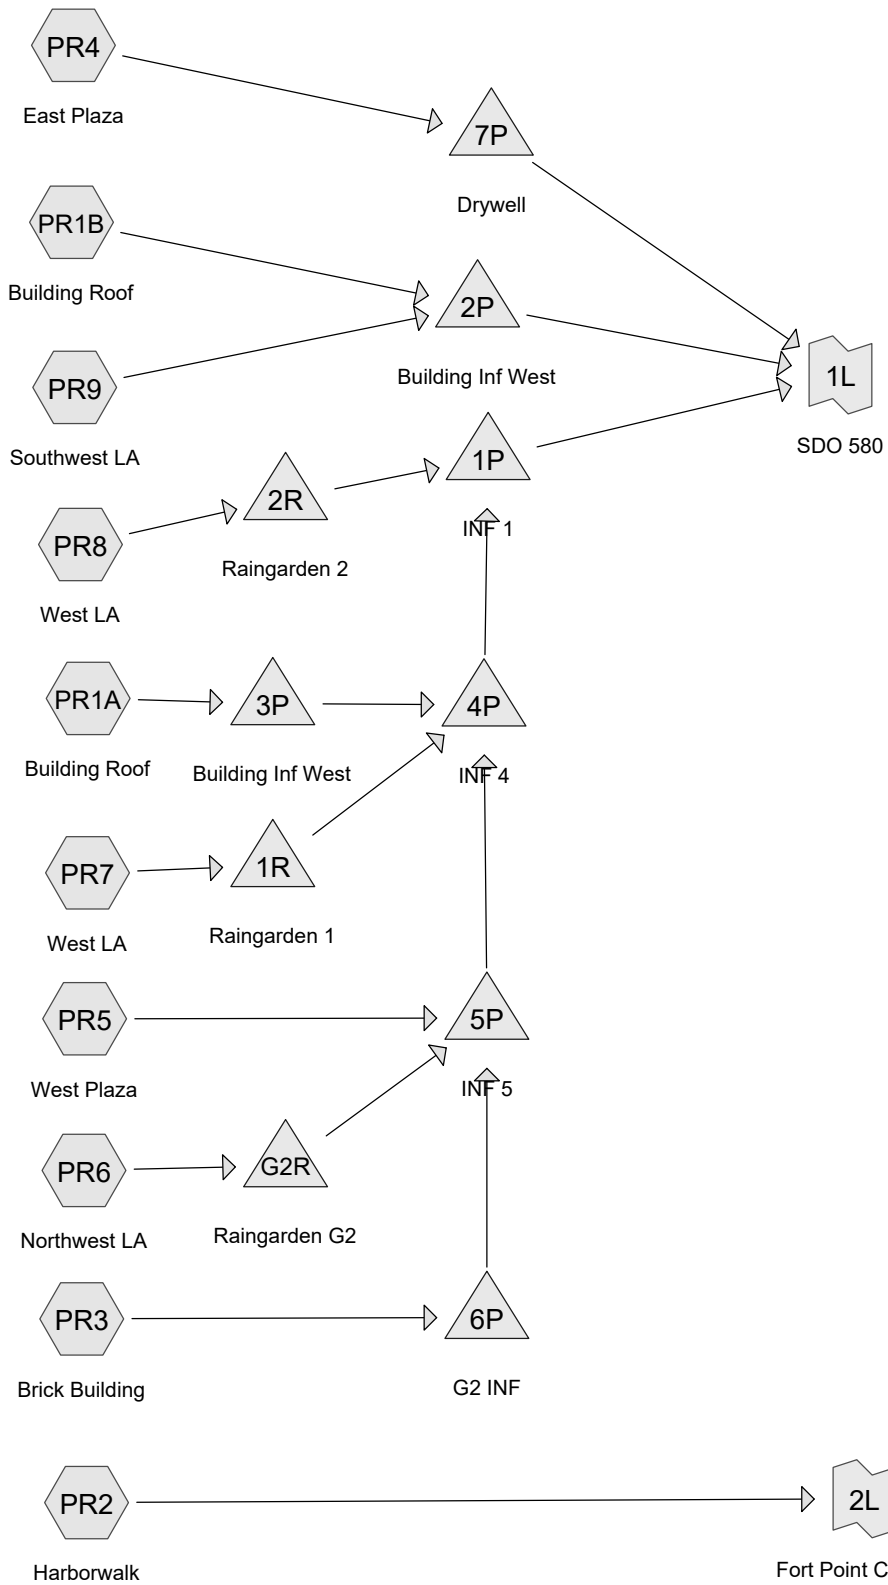 PR4
East Plaza
7P
Drywell
PR1B
Building Roof
2P
Building Inf West
PR9
Southwest LA
1L
SDO 580
1P
INF 1
2R
Raingarden 2
PR8
West LA
PR1A
Building Roof
3P
Building Inf West
4P
INF 4
PR7
West LA
1R
Raingarden 1
PR5
West Plaza
5P
INF 5
PR6
Northwest LA
G2R
Raingarden G2
PR3
Brick Building
6P
G2 INF
PR2
Harborwalk
2L
Fort Point C